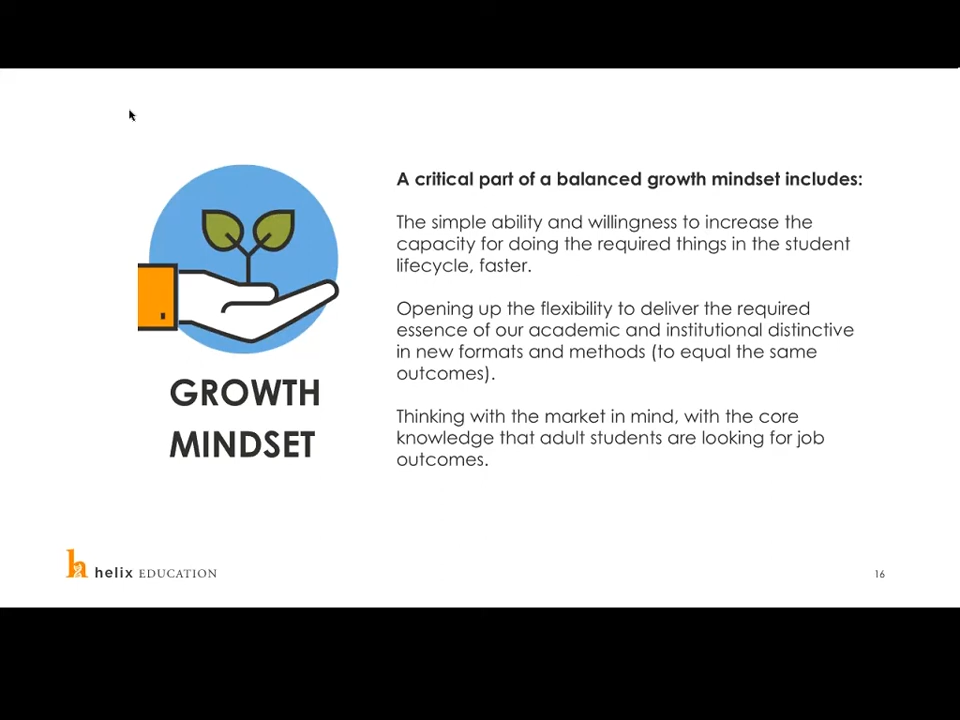 A critical part of a balanced growth mindset includes:
The simple ability and willingness to increase the
capacity for doing the required things in the student
lifecycle, faster.
Opening up the flexibility to deliver the required
essence of our academic and institutional distinctive
in new formats and methods (to equal the same
outcomes).
Thinking with the market in mind, with the core
knowledge that adult students are looking for job
outcomes.
GROWTH
MINDSET
h helix EDUCATION
16